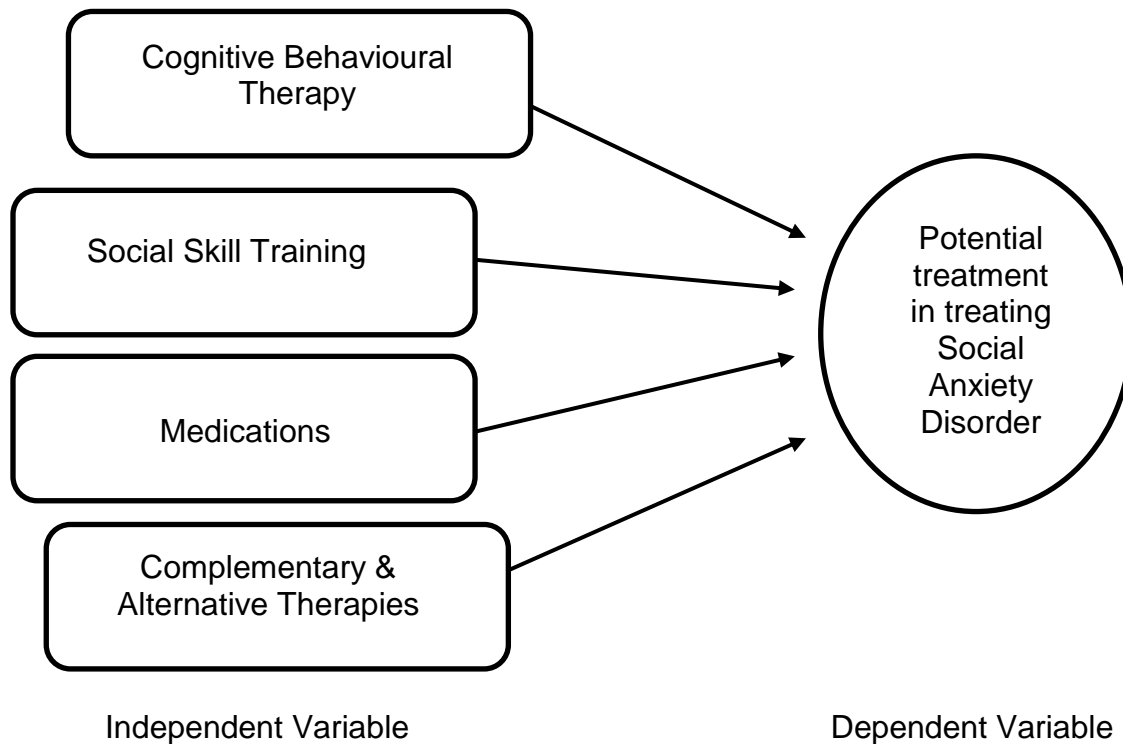 Cognitive Behavioural
Therapy
Social Skill Training
Medications
Complementary &
Alternative Therapies
Potential
treatment
in treating
Social
Anxiety
Disorder
Independent Variable
Dependent Variable